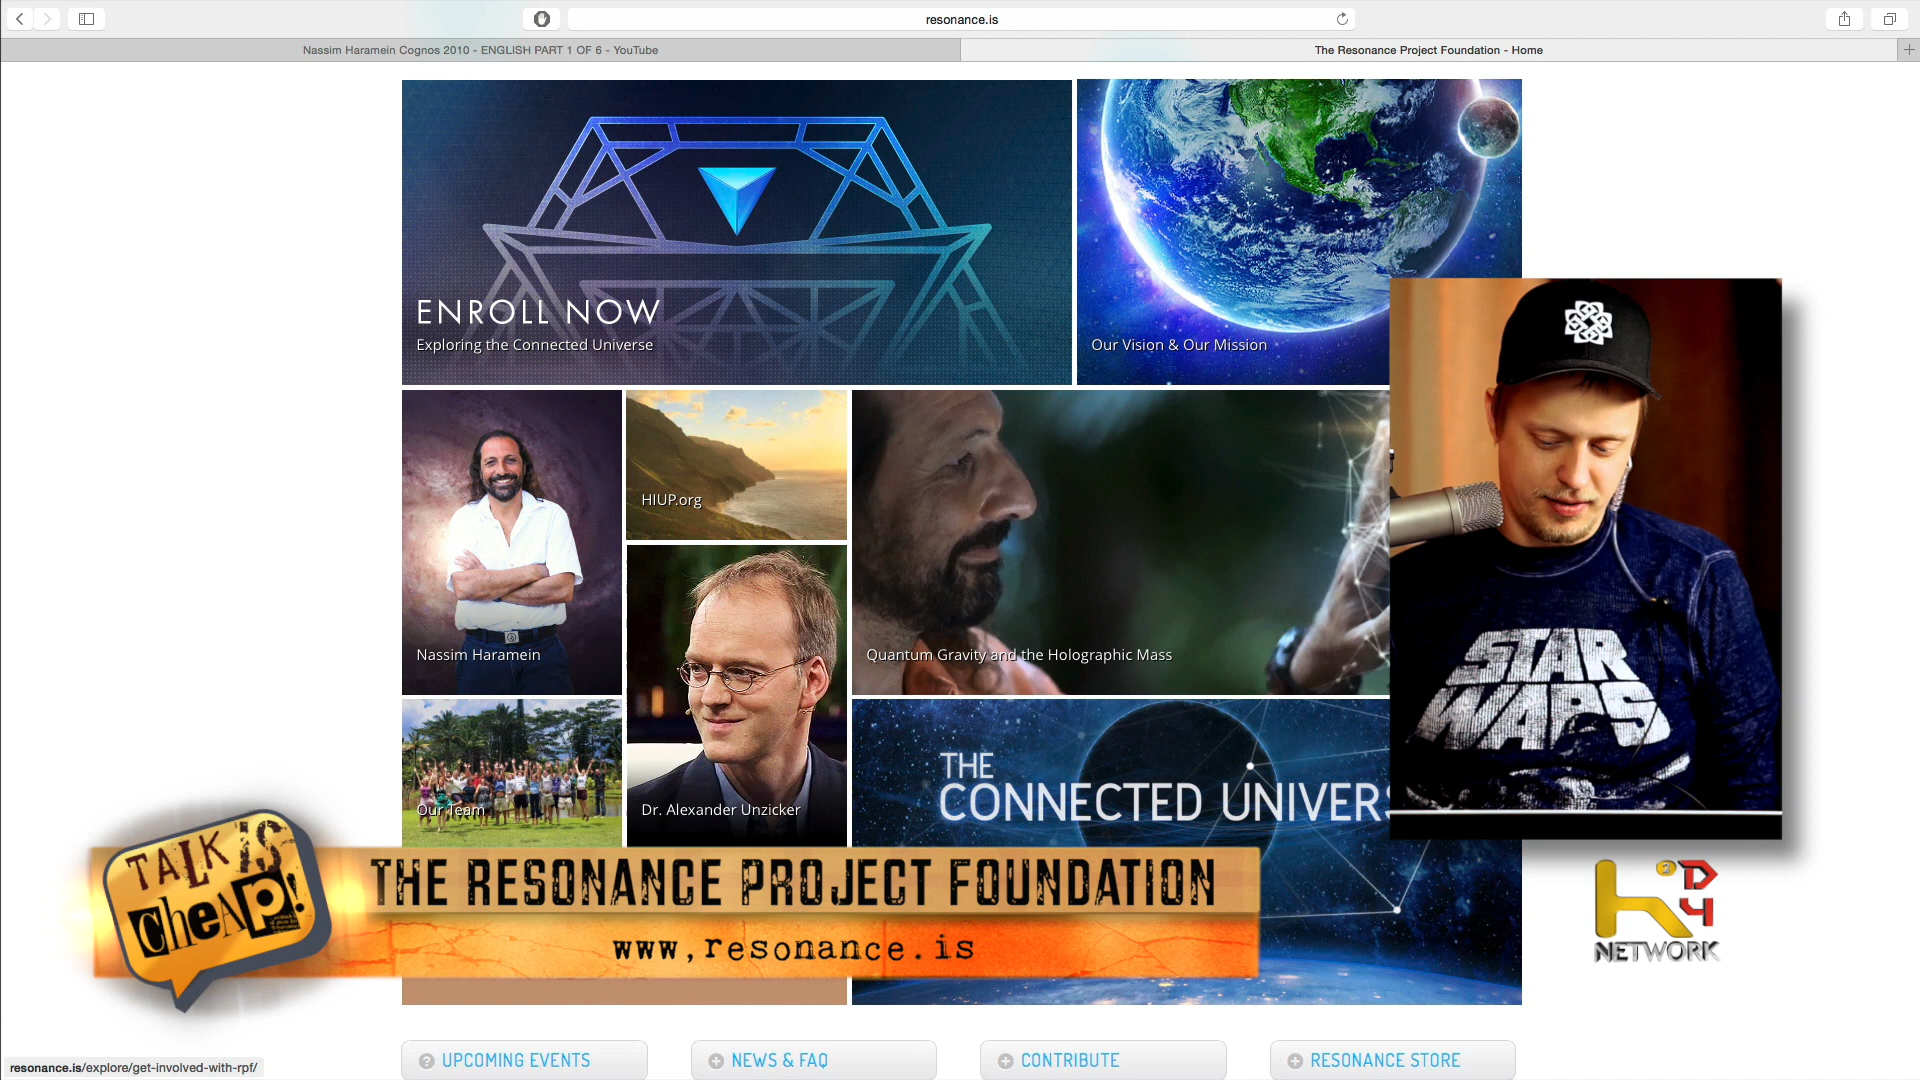 resonance.is
Nassim Haramein Cognos 2010 - ENGLISH PART 1 OF 6 - YouTube
The Resonance Project Foundation - Home
ENROLL NOW
Exploring the Connected Universe
Our Vision & Our Mission
Nassim Haramein
HIUP.org
Quantum Gravity and the Holographic Mass
STAR
WARS
Our Team
Dr. Alexander Unzicker
THE
CONNECTED UNIVERS
TALK IS
CHEAP!
THE RESONANCE PROJECT FOUNDATION
www,resonance.is
K2D4
NETWORK
UPCOMING EVENTS
NEWS & FAQ
CONTRIBUTE
RESONANCE STORE
resonance.is/explore/get-involved-with-rpf/